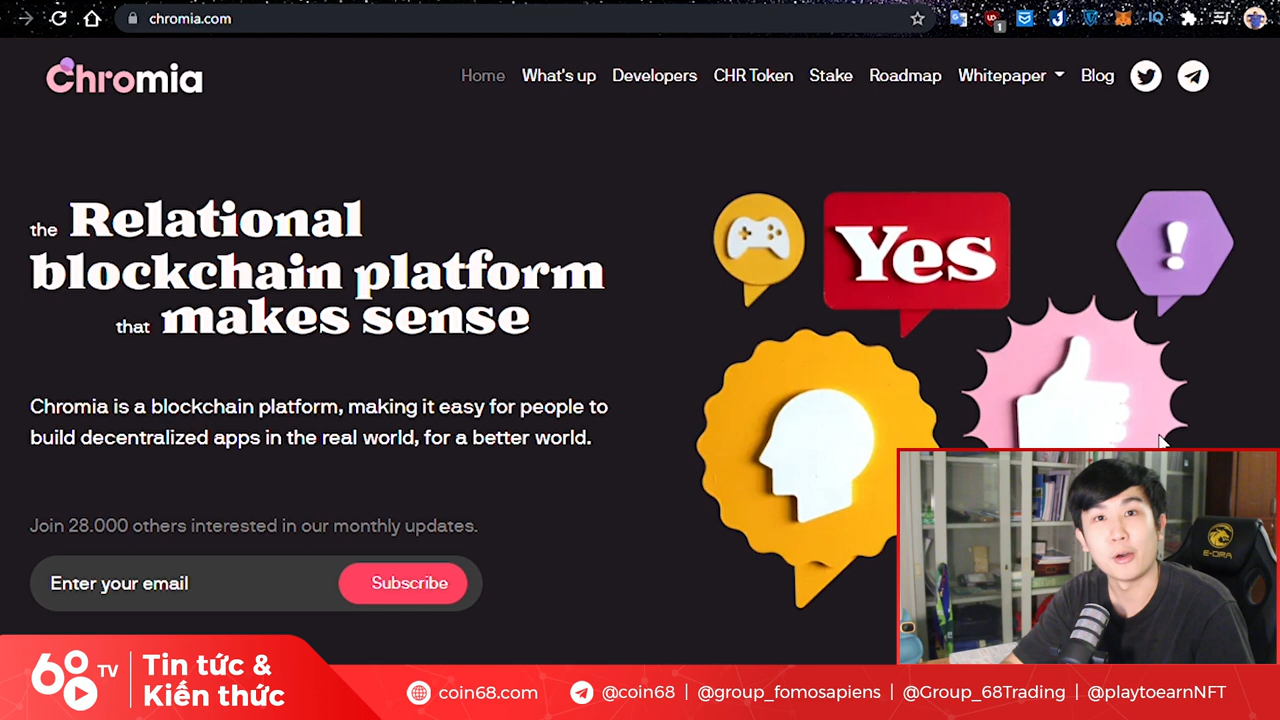 chromia.com
1
Chromia
Home What's up Developers CHR Token Stake Roadmap Whitepaper Blog
the Relational
blockchain platform
that makes sense
Yes
!
Chromia is a blockchain platform, making it easy for people to
build decentralized apps in the real world, for a better world.
Join 28.000 others interested in our monthly updates.
Enter your email Subscribe
E-DRA
68 TV
Tin tức &
Kiến thức
coin68.com @coin68 | @group_fomosapiens | @Group_68Trading | @playtoearnNFT